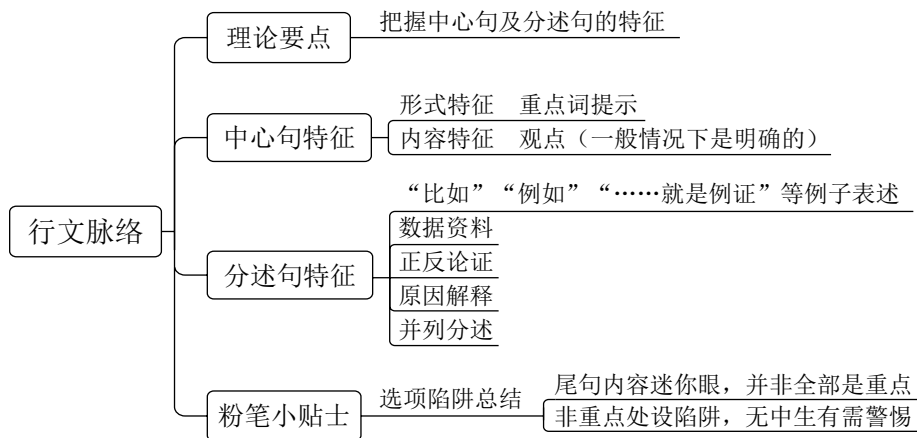 行文脉络
理论要点
把握中心句及分述句的特征
中心句特征
形式特征 重点词提示
内容特征 观点（一般情况下是明确的）
分述句特征
“比如”“例如”“……就是例证”等例子表述
数据资料
正反论证
原因解释
并列分述
粉笔小贴士
选项陷阱总结
尾句内容迷你眼，并非全部是重点
非重点处设陷阱，无中生有需警惕